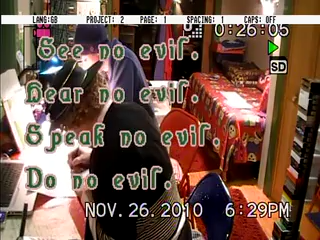 LANG:GB PROJECT: 2 PAGE: 1 SPACING: 1 CAPS: OFF
0:26:05
See no evil.
SD
Hear no evil.
Speak no evil.
Do no evil.
NOV.26.2010 6:29PM